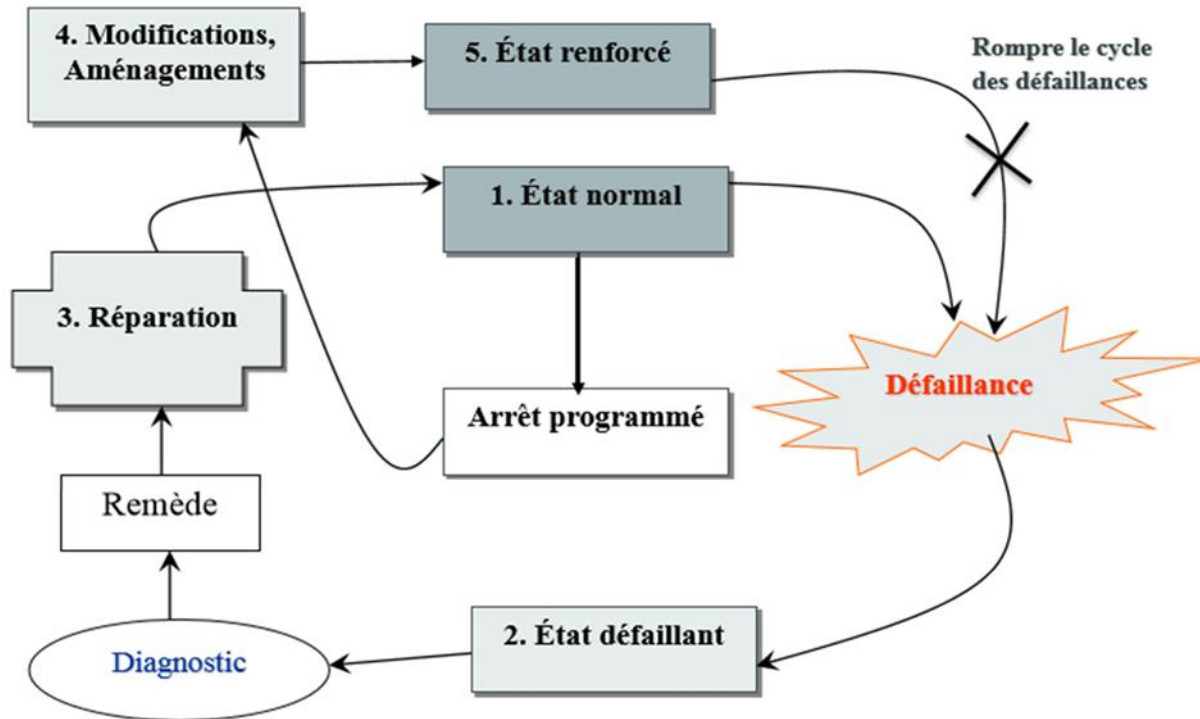 4. Modifications,
Aménagements
5. État renforcé
Rompre le cycle
des défaillances
1. État normal
3. Réparation
Défaillance
Arrêt programmé
Remède
2. État défaillant
Diagnostic